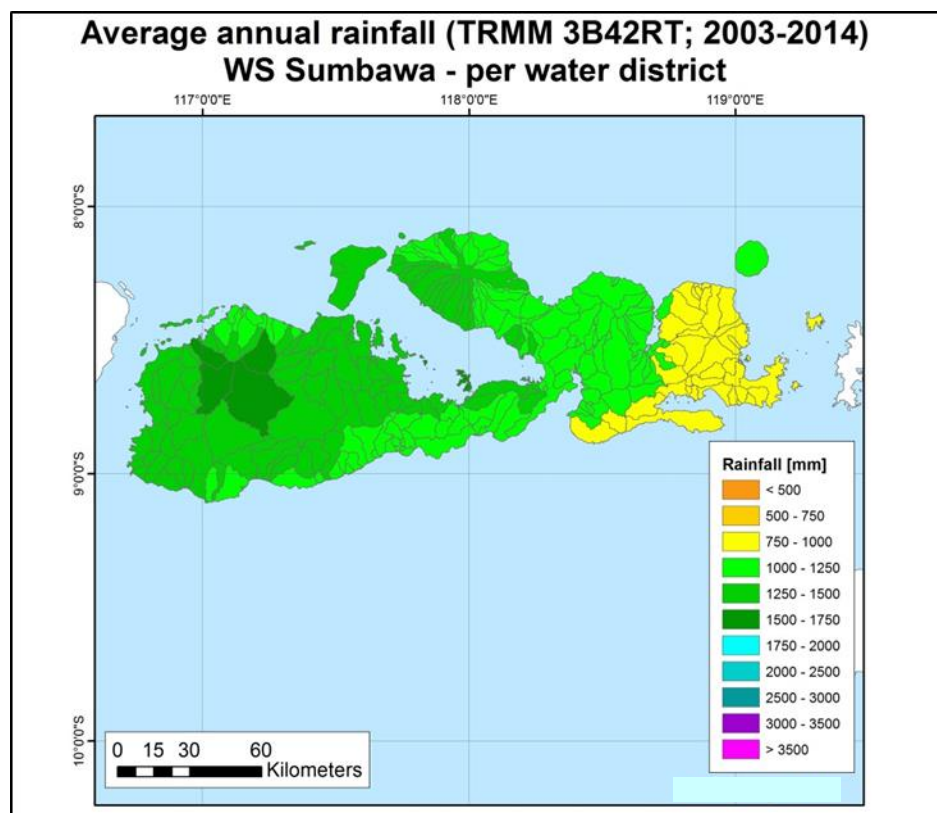 Average annual rainfall (TRMM 3B42RT; 2003-2014)
WS Sumbawa - per water district
117°0'0"E
118°0'0"E
119°0'0"E
8°0'0"S
9°0'0"S
10°0'0"S
Rainfall [mm]
< 500
500 - 750
750 - 1000
1000 - 1250
1250 - 1500
1500 - 1750
1750 - 2000
2000 - 2500
2500 - 3000
3000 - 3500
> 3500
0 15 30 60
Kilometers